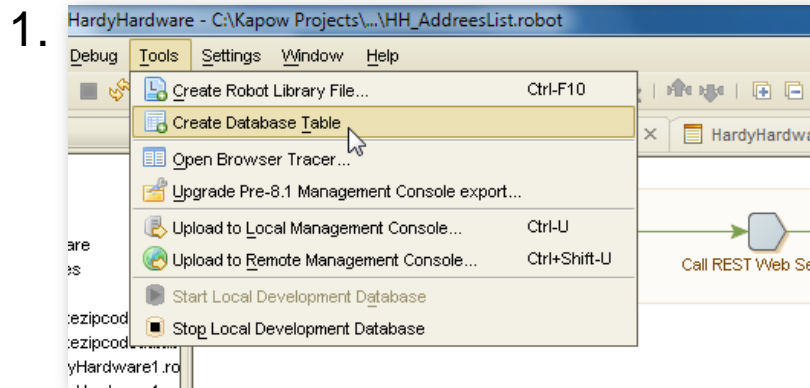 1.
HardyHardware - C:\Kapow Projects\...\HH_AddreesList.robot
Debug Tools Settings Window Help
Create Robot Library File... Ctrl-F10
Create Database Table
HardyHardwa
Open Browser Tracer...
Upgrade Pre-8.1 Management Console export...
Upload to Local Management Console... Ctrl-U
are
Upload to Remote Management Console... Ctrl+Shift-U
Call REST Web Se
es
Start Local Development Database
ezipcod
Stop Local Development Database
tezipcod
yHardware1.ro